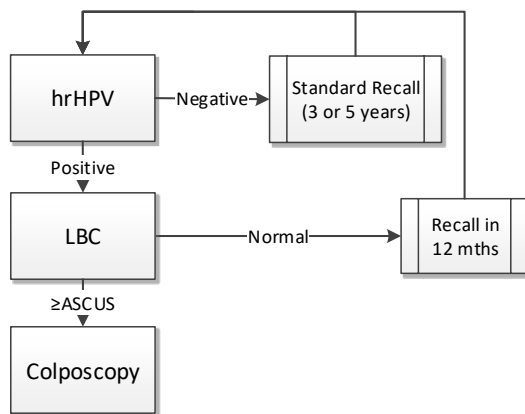 hrHPV
Negative
Standard Recall
(3 or 5 years)
Positive
LBC
Normal
Recall in
12 mths
≥ASCUS
Colposcopy